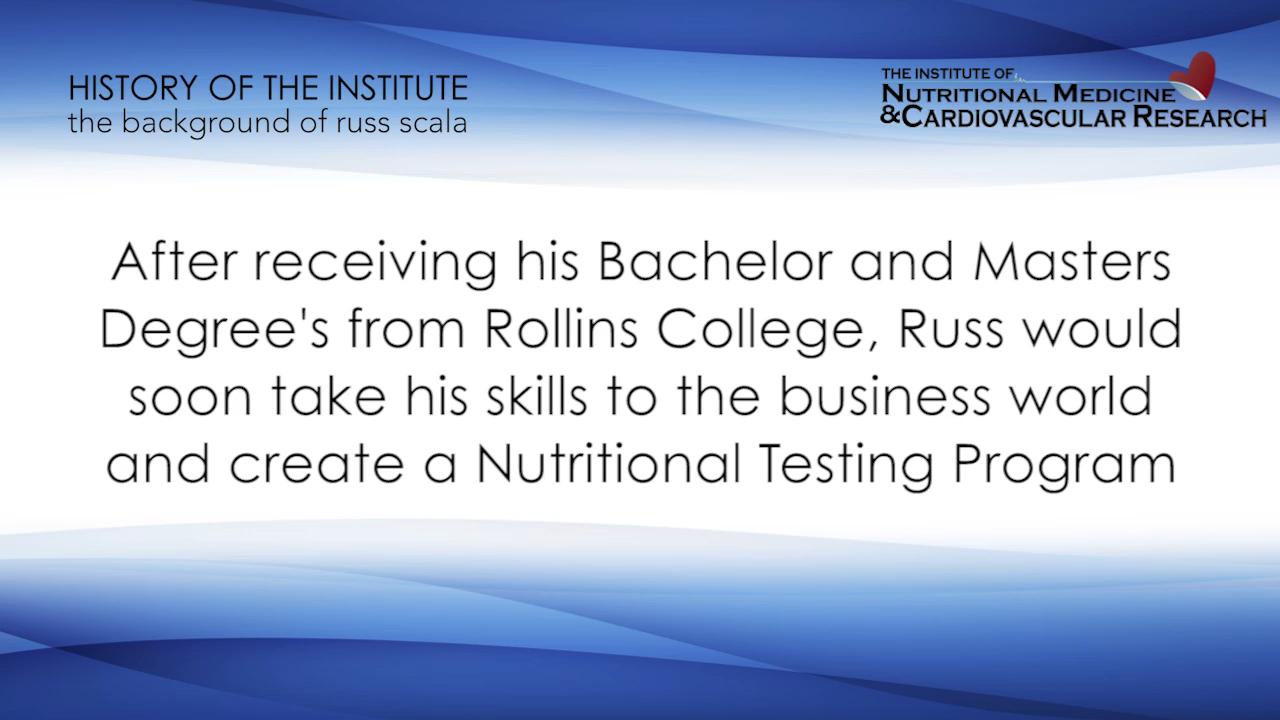 HISTORY OF THE INSTITUTE
the background of russ scala
THE INSTITUTE OF
NUTRITIONAL MEDICINE
&CARDIOVASCULAR RESEARCH
After receiving his Bachelor and Masters
Degree's from Rollins College, Russ would
soon take his skills to the business world
and create a Nutritional Testing Program